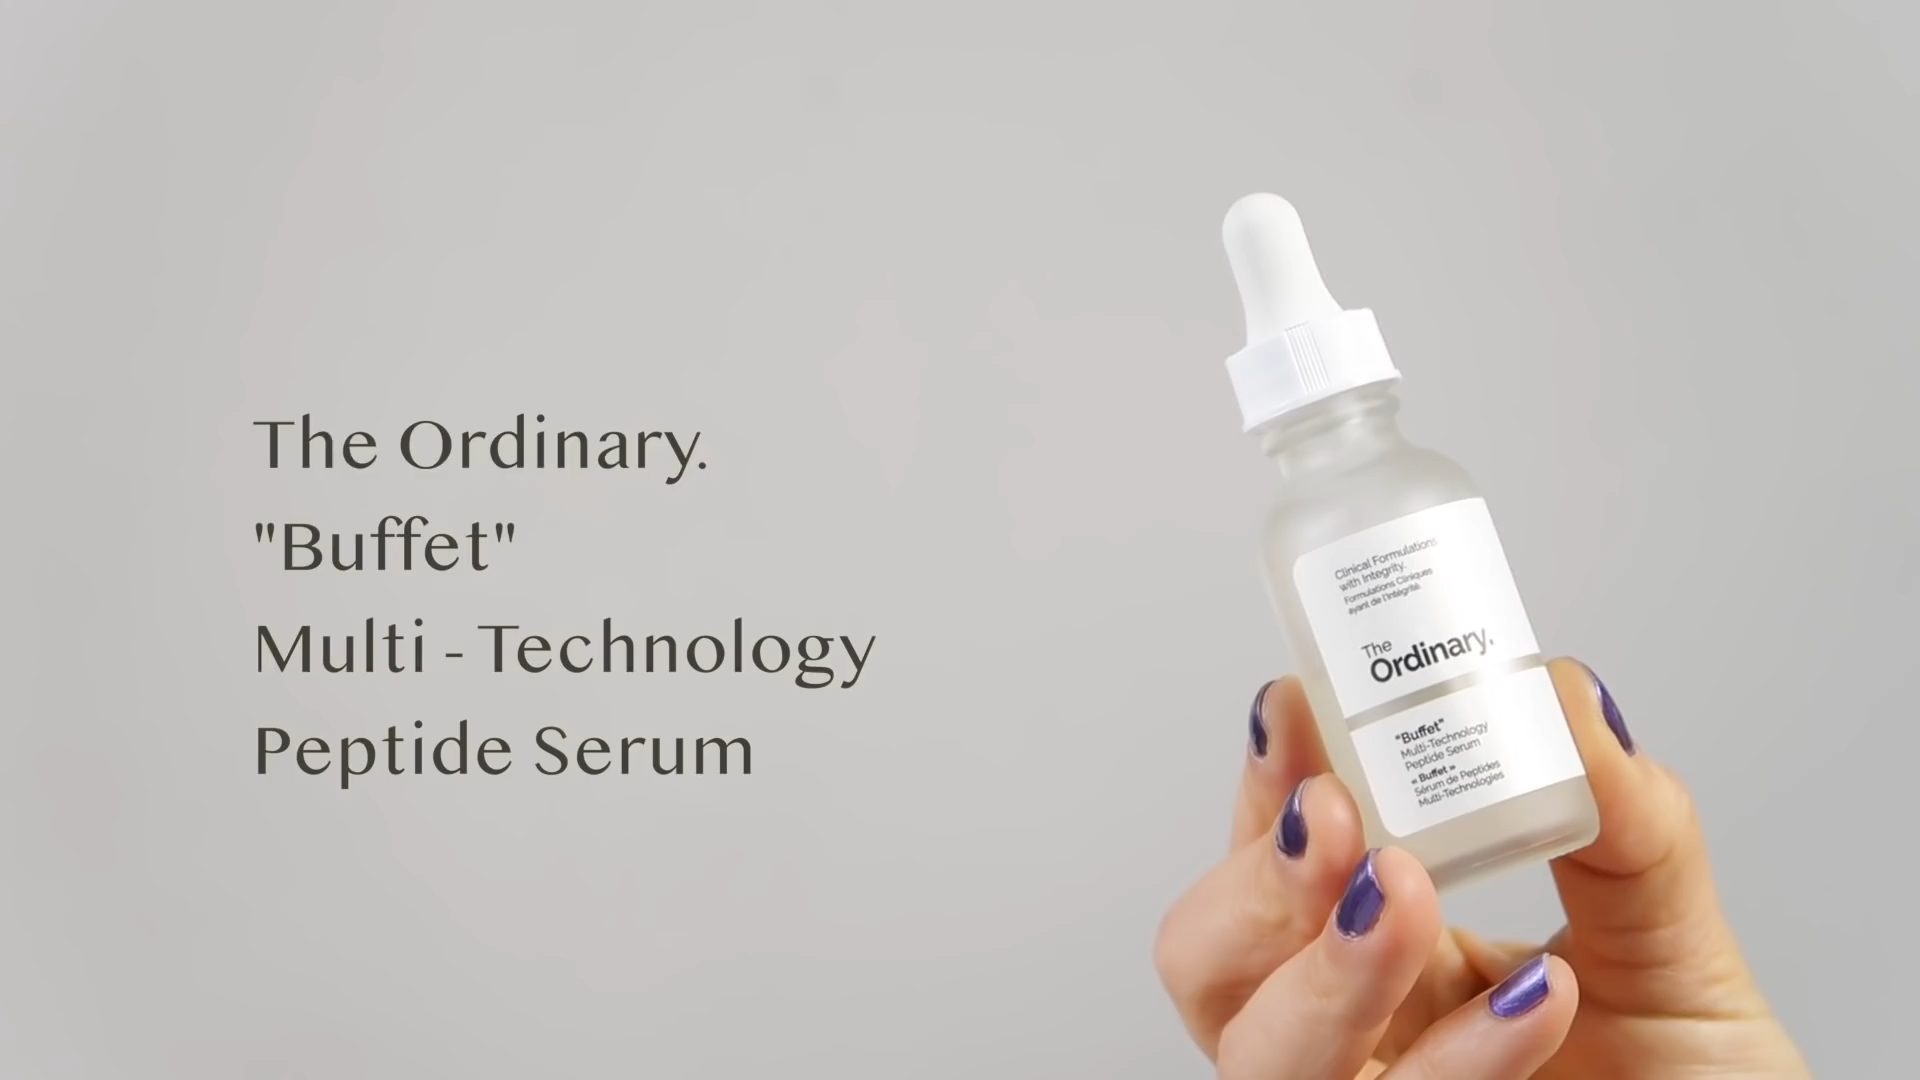 The Ordinary.
"Buffet"
Multi - Technology
Peptide Serum
Clinical Formulations
with Integrity.
Formulations Cliniques
ayant de l'Intégrité.
The
Ordinary.
"Buffet"
Multi-Technology
Peptide Serum
« Buffet »
Sérum de Peptides
Multi-Technologies